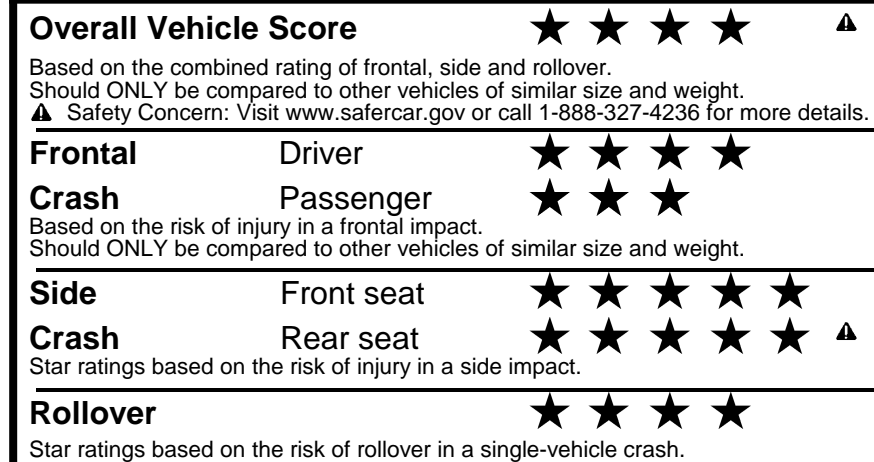 Overall Vehicle Score ★ ★ ★ ★ ⚠
Based on the combined rating of frontal, side and rollover.
Should ONLY be compared to other vehicles of similar size and weight.
⚠ Safety Concern: Visit www.safercar.gov or call 1-888-327-4236 for more details.
Frontal Driver ★ ★ ★ ★
Crash Passenger ★ ★ ★
Based on the risk of injury in a frontal impact.
Should ONLY be compared to other vehicles of similar size and weight.
Side Front seat ★ ★ ★ ★ ★
Crash Rear seat ★ ★ ★ ★ ★ ⚠
Star ratings based on the risk of injury in a side impact.
Rollover ★ ★ ★ ★
Star ratings based on the risk of rollover in a single-vehicle crash.